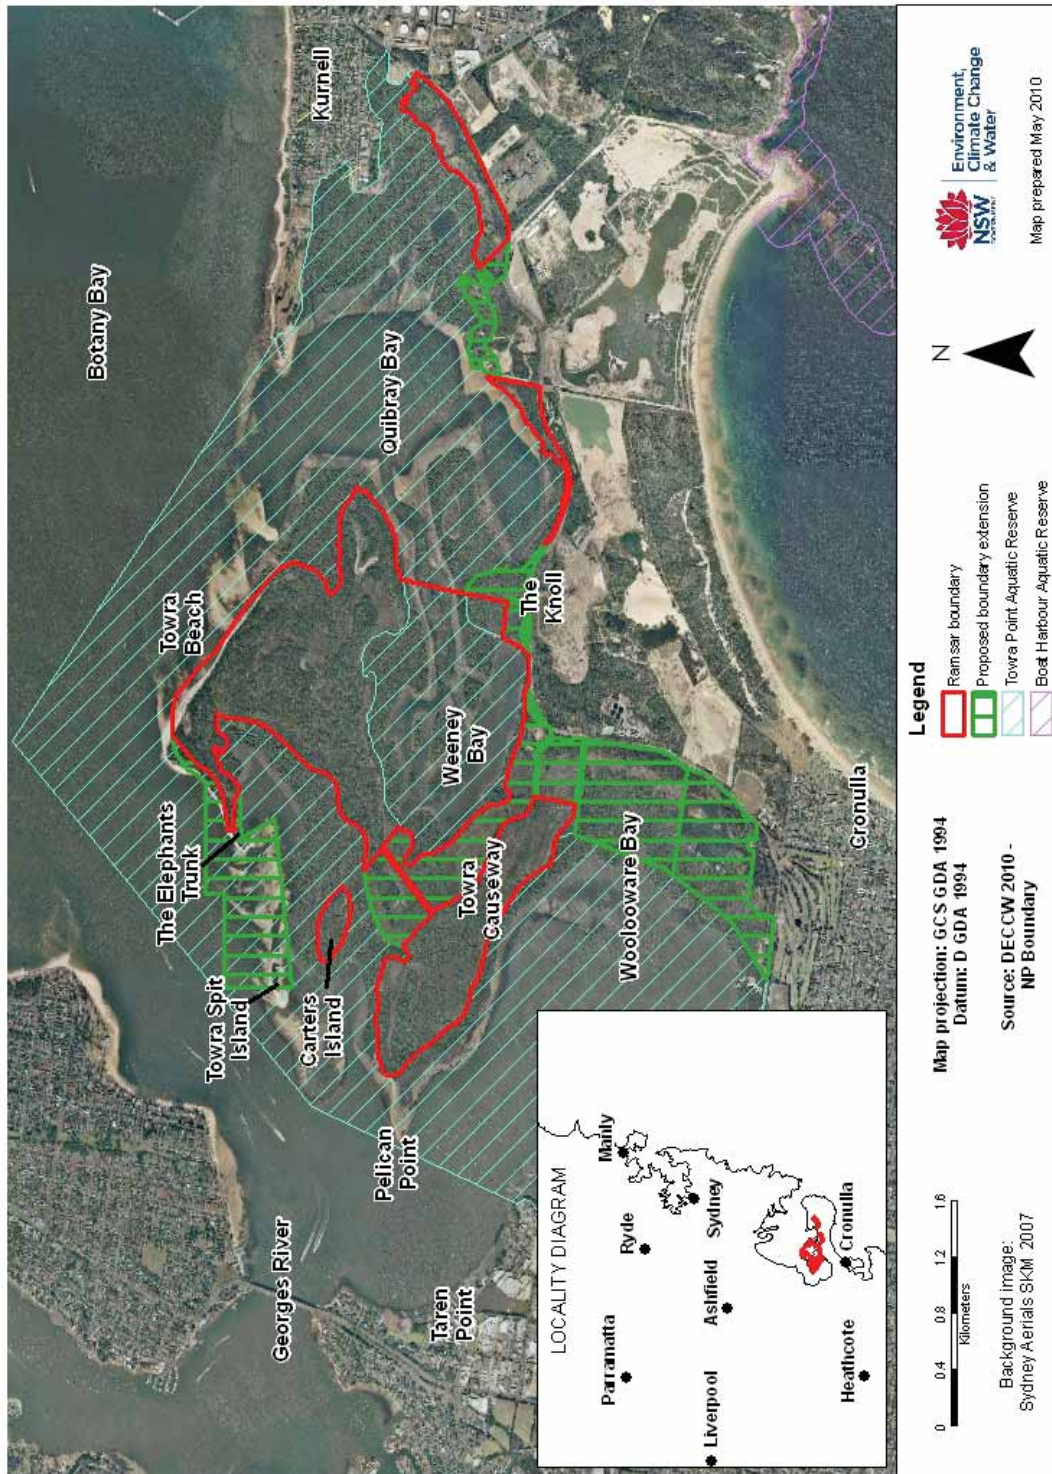 Botany Bay
Kurnell
Towra
Beach
Quibray Bay
The Elephants
Trunk
Towra Spit
Island
Carters
Island
Weeney
Bay
The
Knoll
Pelican
Point
Towra
Causeway
Woolooware Bay
Georges River
Taren
Point
Cronulla
LOCALITY DIAGRAM
Parramatta
Ryde
Manly
Liverpool
Ashfield
Sydney
Heathcote
Cronulla
0 0.4 0.8 1.2 1.6
Kilometers
Background image:
Sydney Aerials SKM 2007
Map projection: GCS GDA 1994
Datum: D GDA 1994
Source: DECCW 2010 -
NP Boundary
Legend
Ramsar boundary
Proposed boundary extension
Towra Point Aquatic Reserve
Boat Harbour Aquatic Reserve
N
NSW
GOVERNMENT
Environment,
Climate Change
& Water
Map prepared May 2010